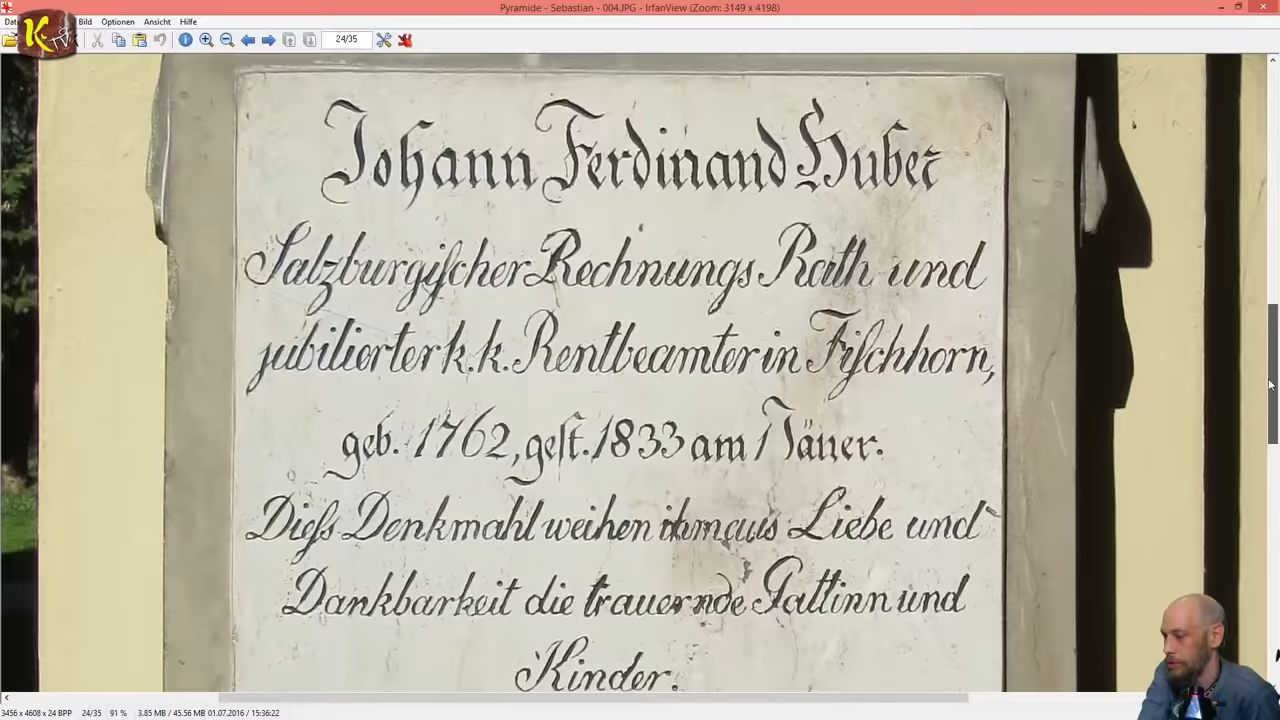 Pyramide - Sebastian - 004.JPG - IrfanView (Zoom: 3149 x 4198)
Bild Optionen Ansicht Hilfe
24/35
Johann Ferdinand Huber
Salzburgiſcher Rechnungs Rath und
jubilierter k. k. Rentbeamter in Fiſchhorn,
geb. 1762, geſt. 1833 am 1 Jäner.
Dieſs Denkmahl weihen ihm aus Liebe und
Dankbarkeit die trauernde Gattinn und
Kinder.
3456 x 4608 x 24 BPP 24/35 91 % 3.85 MB / 45.56 MB 01.07.2016 / 15:36:22